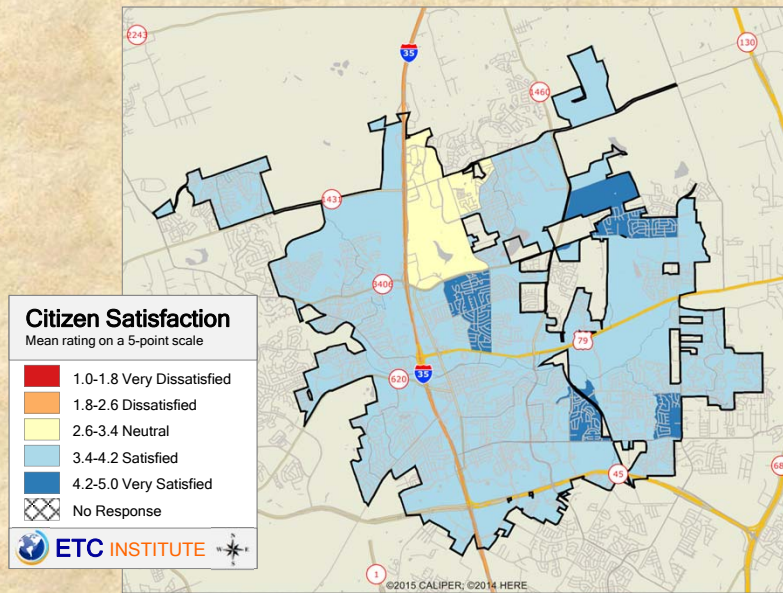 2243
35
130
1460
1431
3406
79
620
35
45
68
1
Citizen Satisfaction
Mean rating on a 5-point scale
1.0-1.8 Very Dissatisfied
1.8-2.6 Dissatisfied
2.6-3.4 Neutral
3.4-4.2 Satisfied
4.2-5.0 Very Satisfied
No Response
ETC INSTITUTE
N
W E
S
©2015 CALIPER; ©2014 HERE